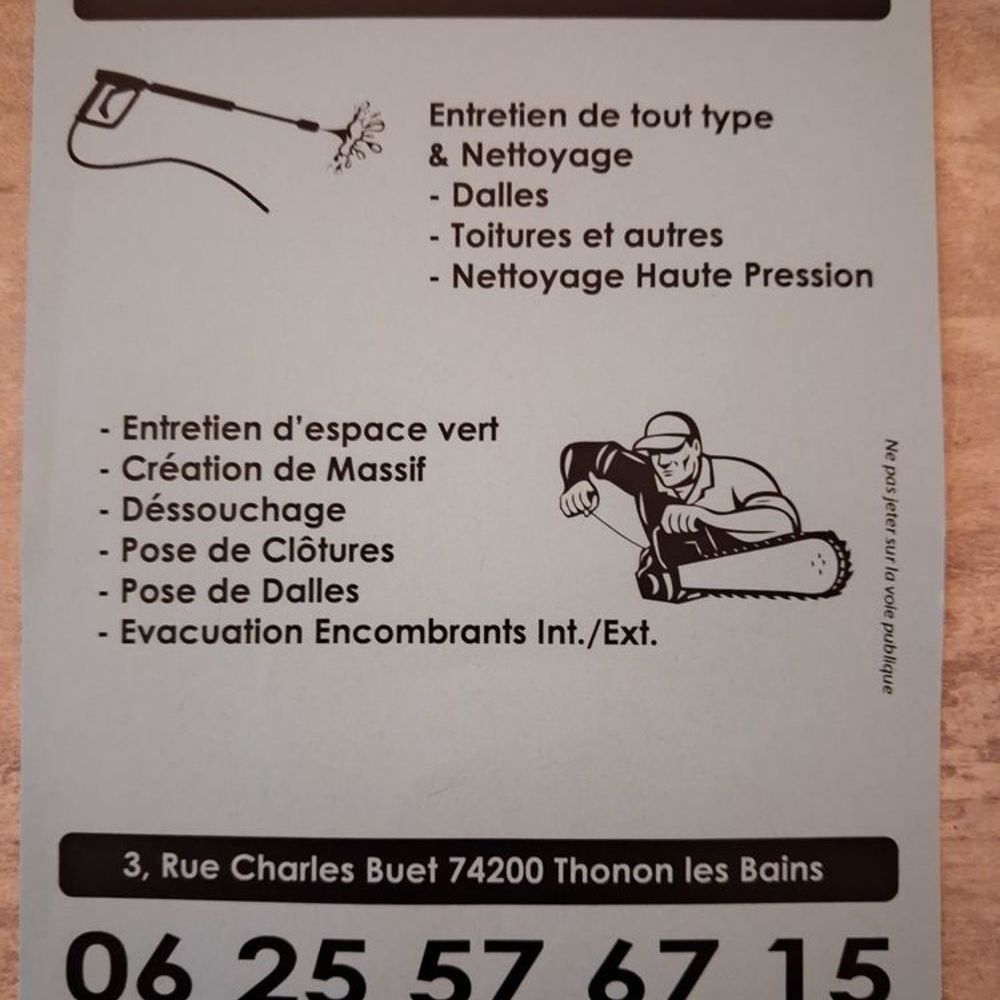 Entretien de tout type
& Nettoyage
- Dalles
- Toitures et autres
- Nettoyage Haute Pression
- Entretien d'espace vert
- Création de Massif
- Déssouchage
- Pose de Clôtures
- Pose de Dalles
- Evacuation Encombrants Int./Ext.
Ne pas jeter sur la voie publique
3, Rue Charles Buet 74200 Thonon les Bains
06 25 57 67 15